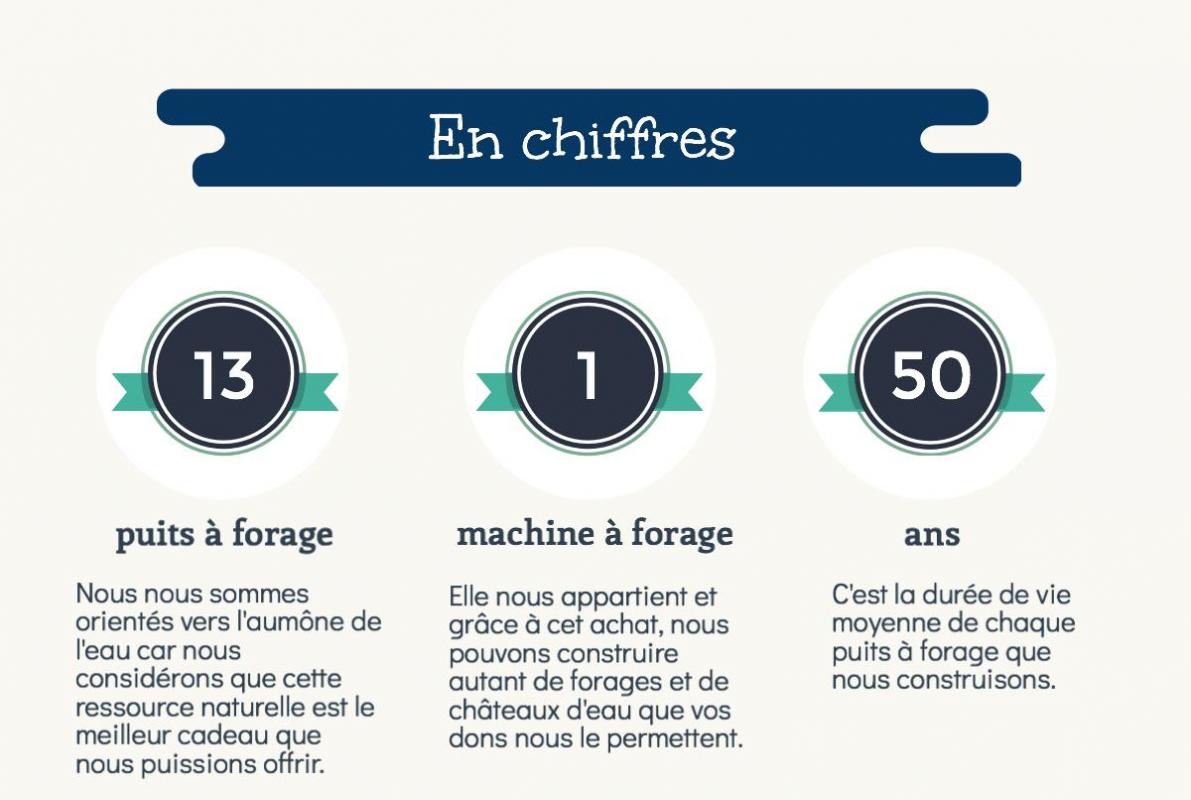 En chiffres
13
puits à forage
Nous nous sommes
orientés vers l'aumône de
l'eau car nous
considérons que cette
ressource naturelle est le
meilleur cadeau que
nous puissions offrir.
1
machine à forage
Elle nous appartient et
grâce à cet achat, nous
pouvons construire
autant de forages et de
châteaux d'eau que vos
dons nous le permettent.
50
ans
C'est la durée de vie
moyenne de chaque
puits à forage que
nous construisons.